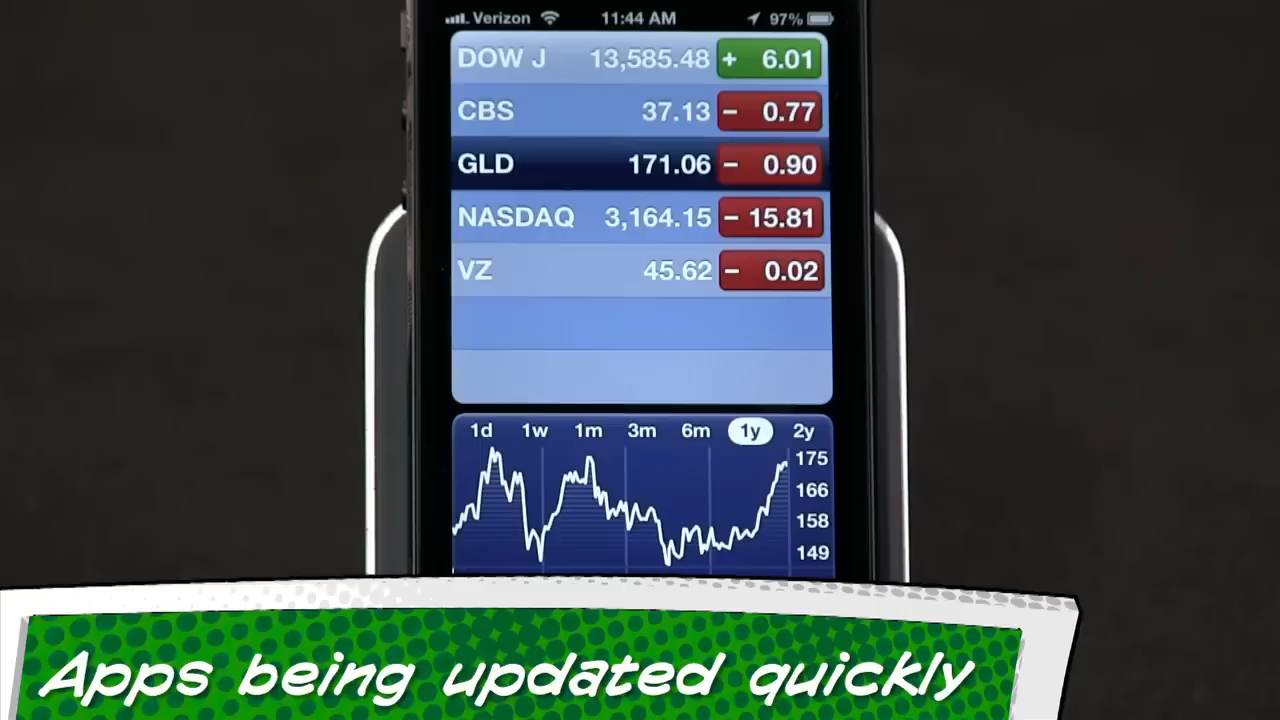 Verizon 11:44 AM 97%
DOW J 13,585.48 + 6.01
CBS 37.13 − 0.77
GLD 171.06 − 0.90
NASDAQ 3,164.15 − 15.81
VZ 45.62 − 0.02
1d 1w 1m 3m 6m 1y 2y
175
166
158
149
Apps being updated quickly